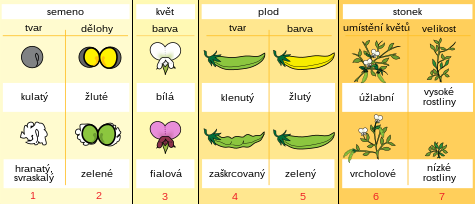 semeno květ plod stonek
tvar dělohy barva tvar barva umístění květů velikost
kulatý žluté bílá klenutý žlutý úžlabní vysoké rostliny
hranatý, svraskalý zelené fialová zaškrcovaný zelený vrcholové nízké rostliny
1 2 3 4 5 6 7